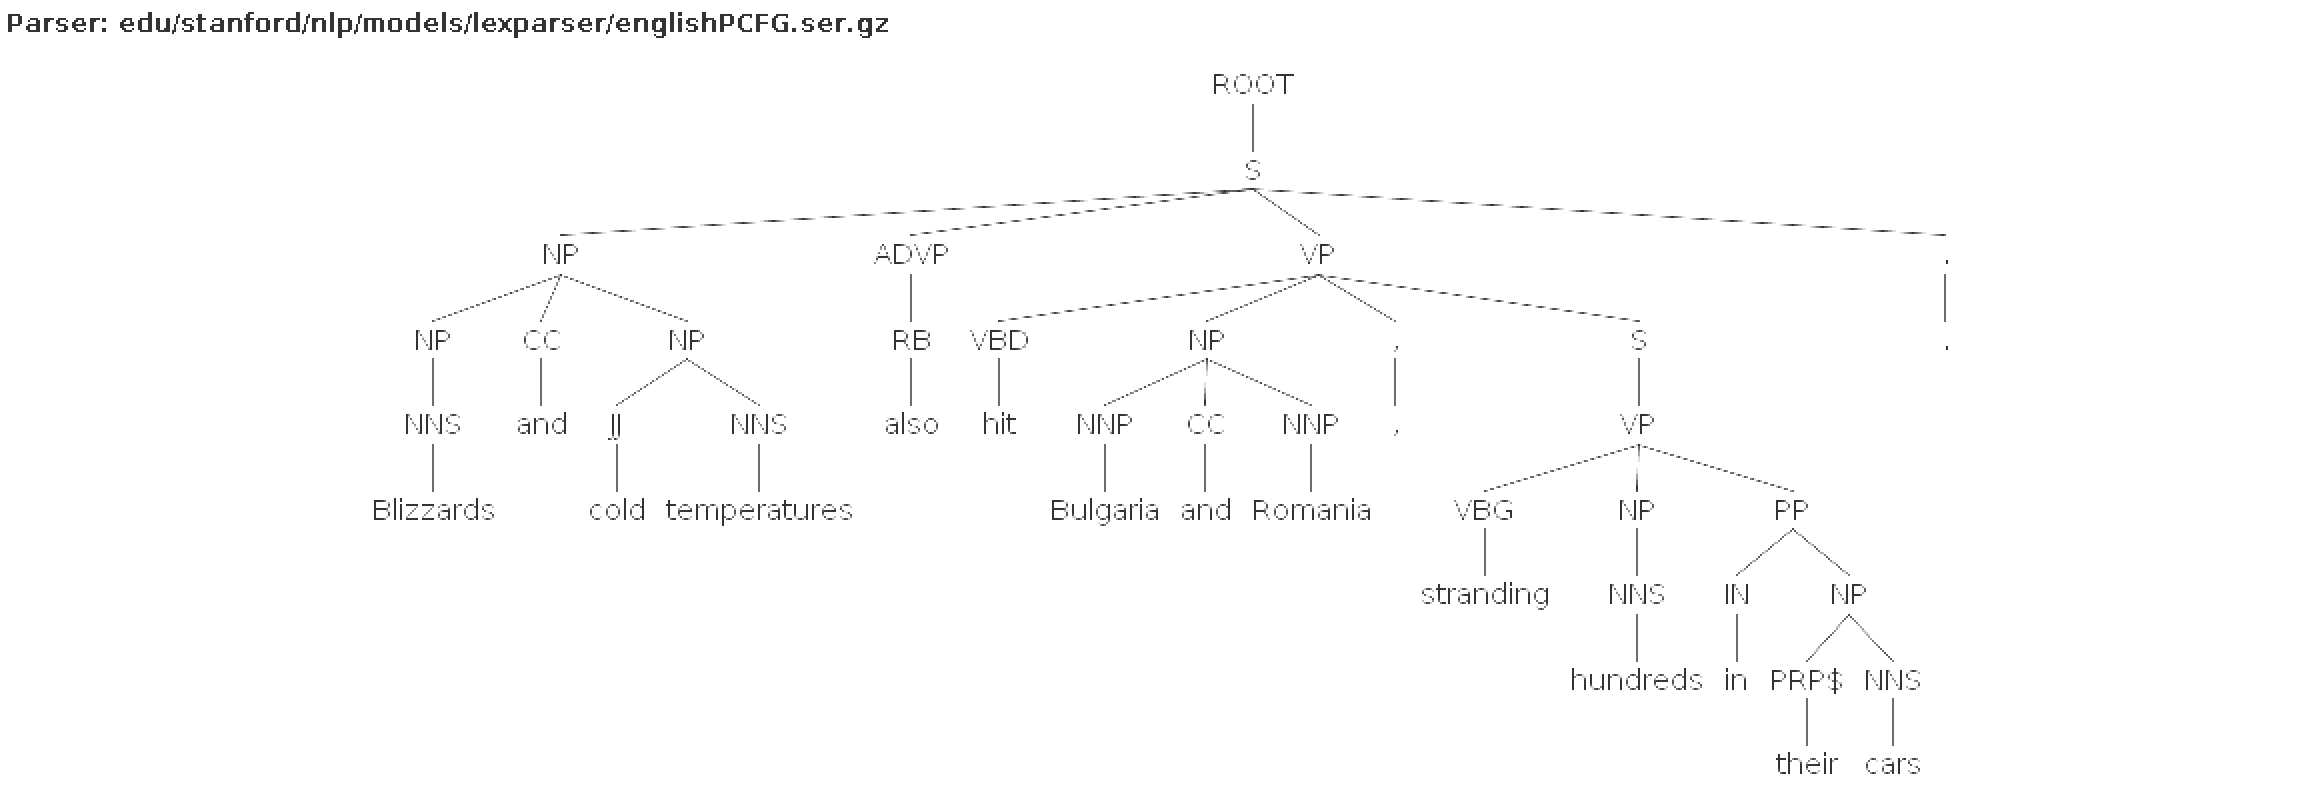 Parser: edu/stanford/nlp/models/lexparser/englishPCFG.ser.gz
ROOT
S
NP ADVP VP .
NP CC NP RB VBD NP , S .
NNS and JJ NNS also hit NNP CC NNP , VP
Blizzards cold temperatures Bulgaria and Romania VBG NP PP
stranding NNS IN NP
hundreds in PRP$ NNS
their cars